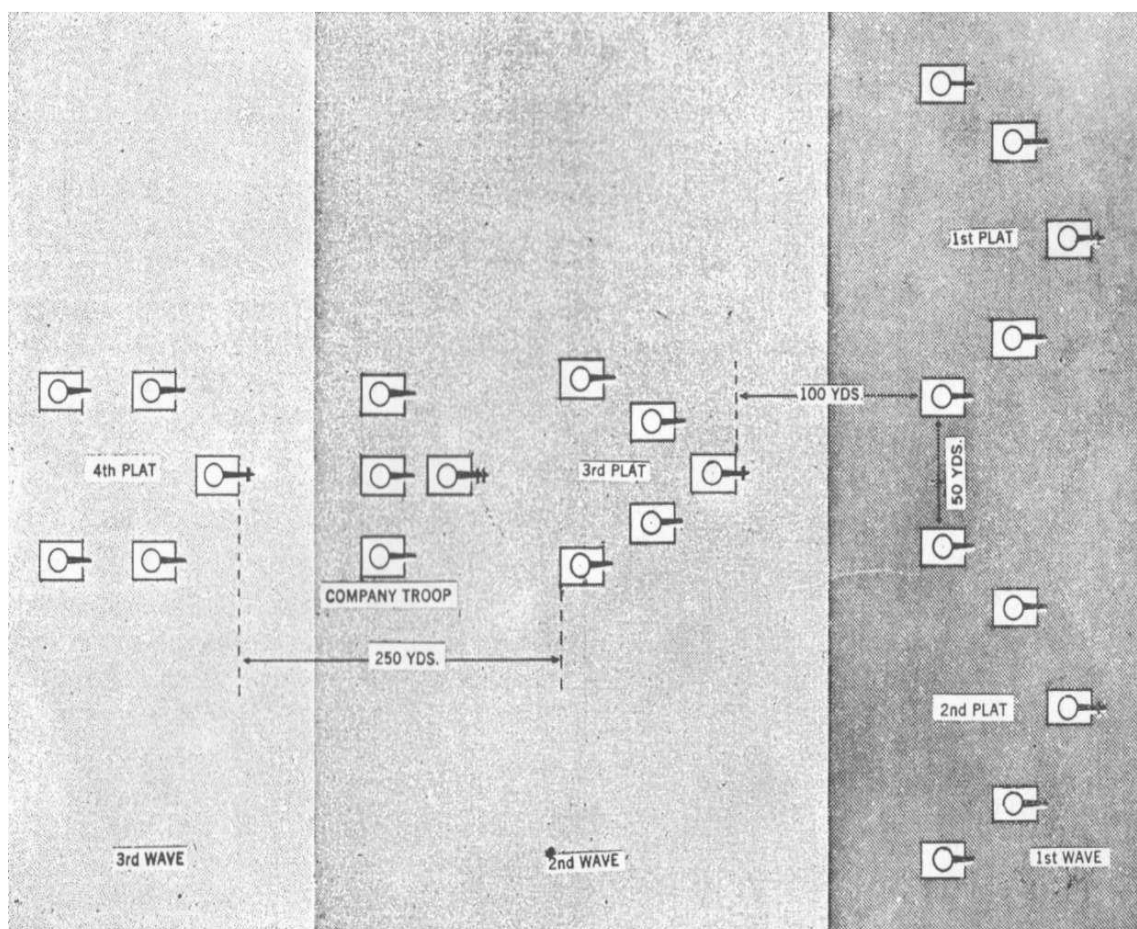 1st PLAT
100 YDS.
50 YDS.
4th PLAT
3rd PLAT
COMPANY TROOP
250 YDS.
2nd PLAT
3rd WAVE
2nd WAVE
1st WAVE